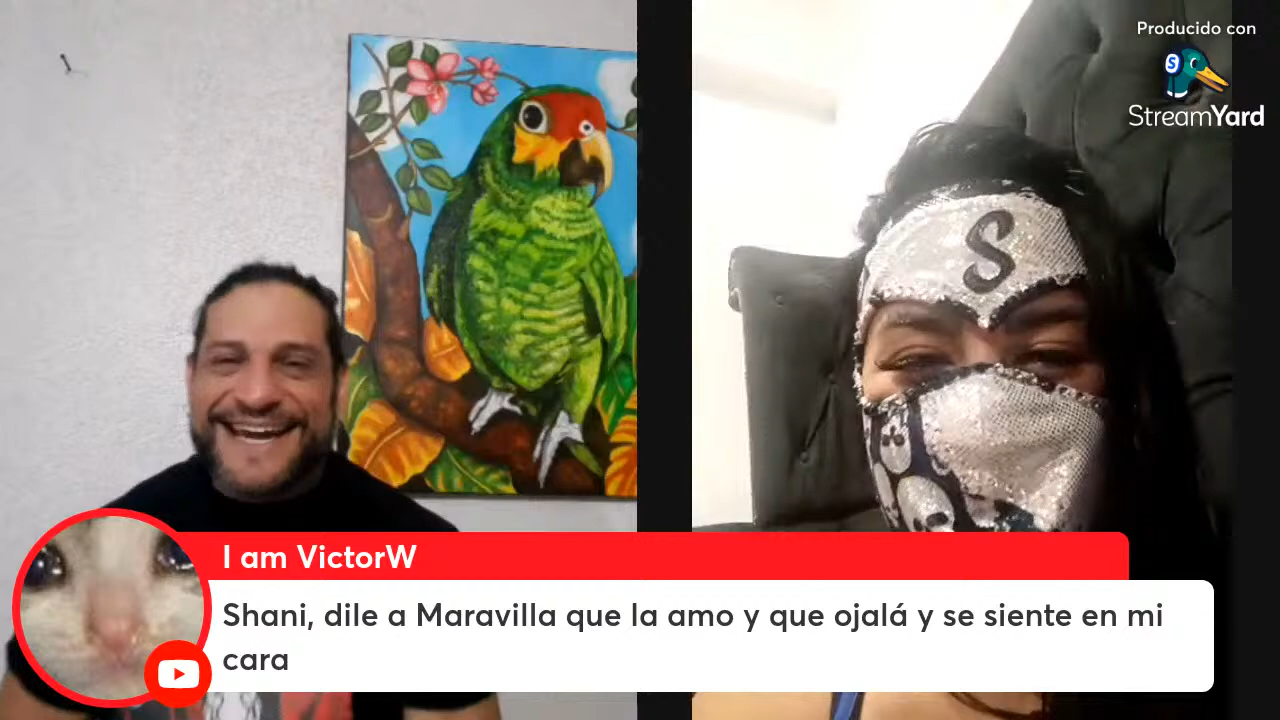 Producido con
StreamYard
S
S
I am VictorW
Shani, dile a Maravilla que la amo y que ojalá y se siente en mi
cara